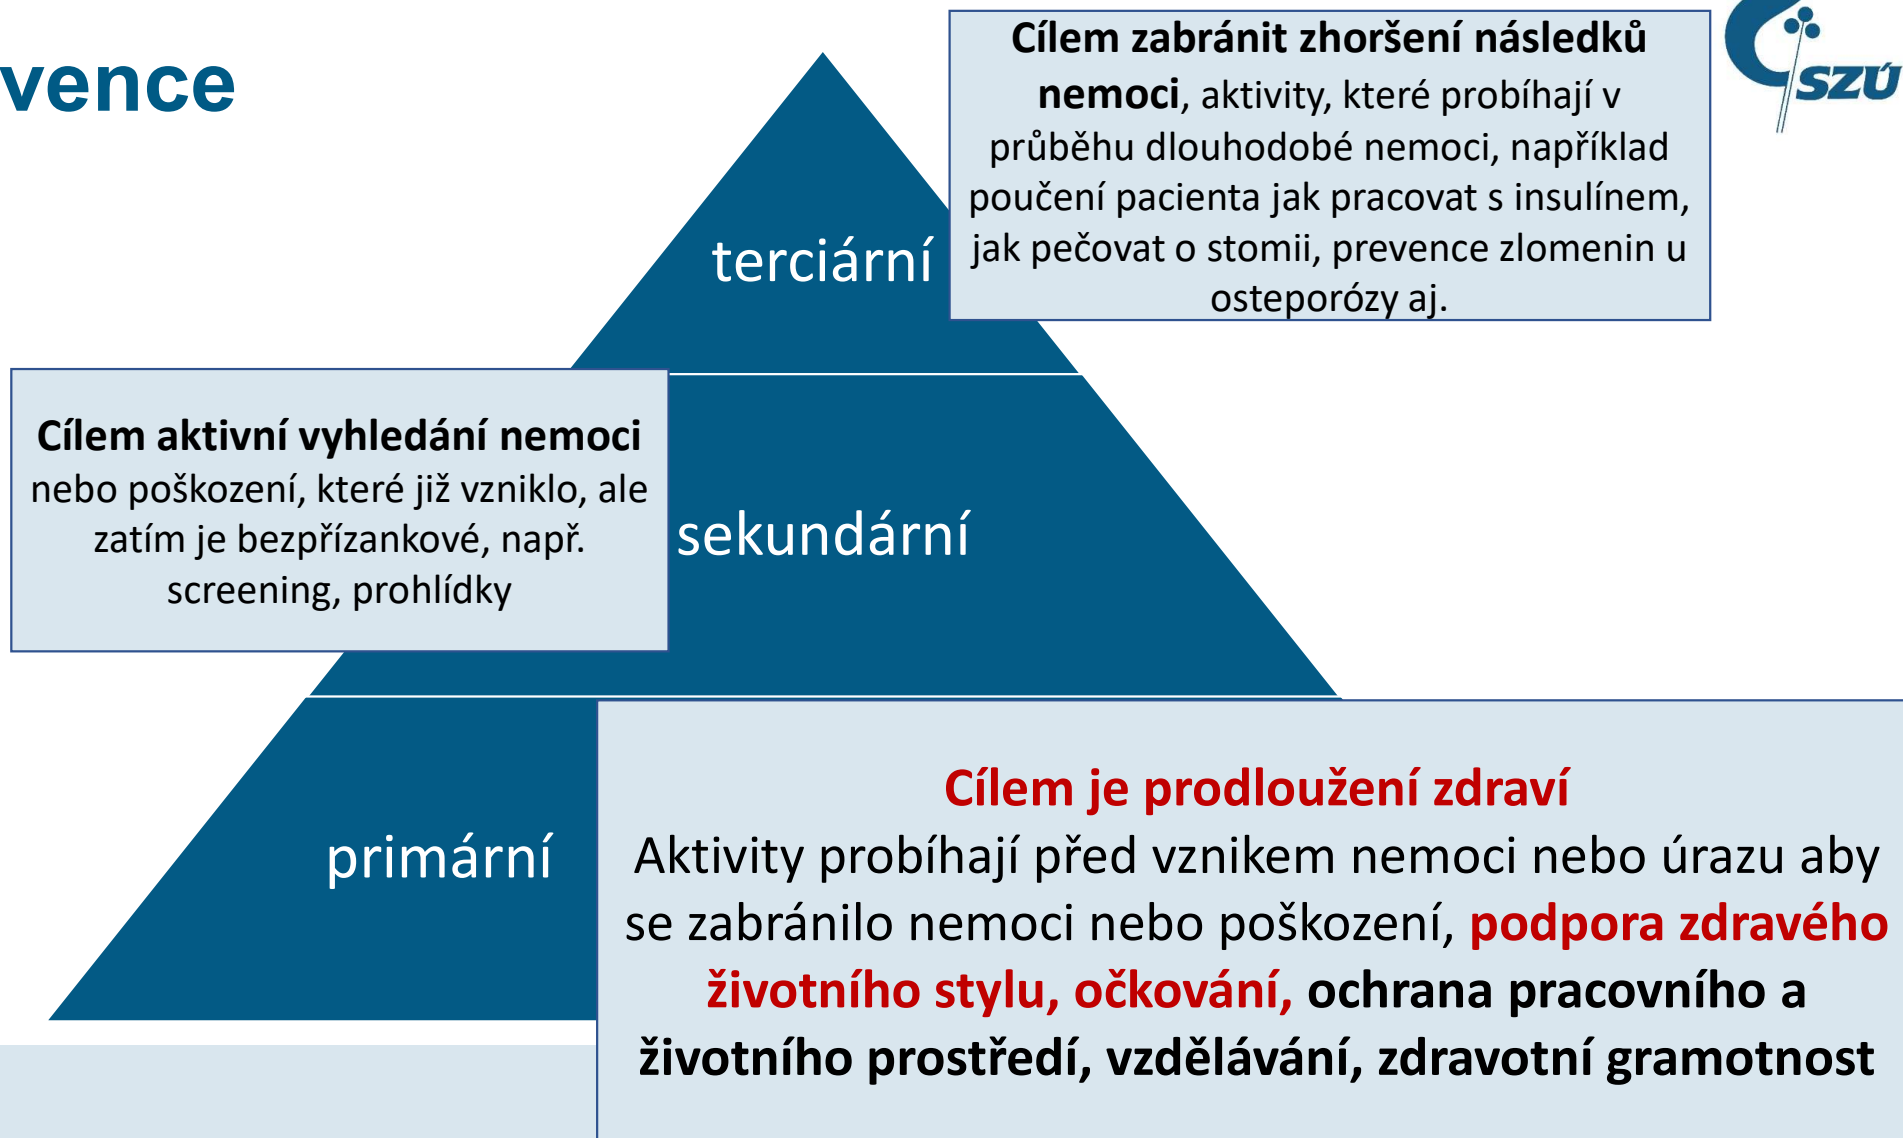 vence
Cílem zabránit zhoršení následků
nemoci, aktivity, které probíhají v
průběhu dlouhodobé nemoci, například
poučení pacienta jak pracovat s insulínem,
jak pečovat o stomii, prevence zlomenin u
osteporózy aj.
SZÚ
terciární
Cílem aktivní vyhledání nemoci
nebo poškození, které již vzniklo, ale
zatím je bezpřízankové, např.
screening, prohlídky
sekundární
primární
Cílem je prodloužení zdraví
Aktivity probíhají před vznikem nemoci nebo úrazu aby
se zabránilo nemoci nebo poškození, podpora zdravého
životního stylu, očkování, ochrana pracovního a
životního prostředí, vzdělávání, zdravotní gramotnost